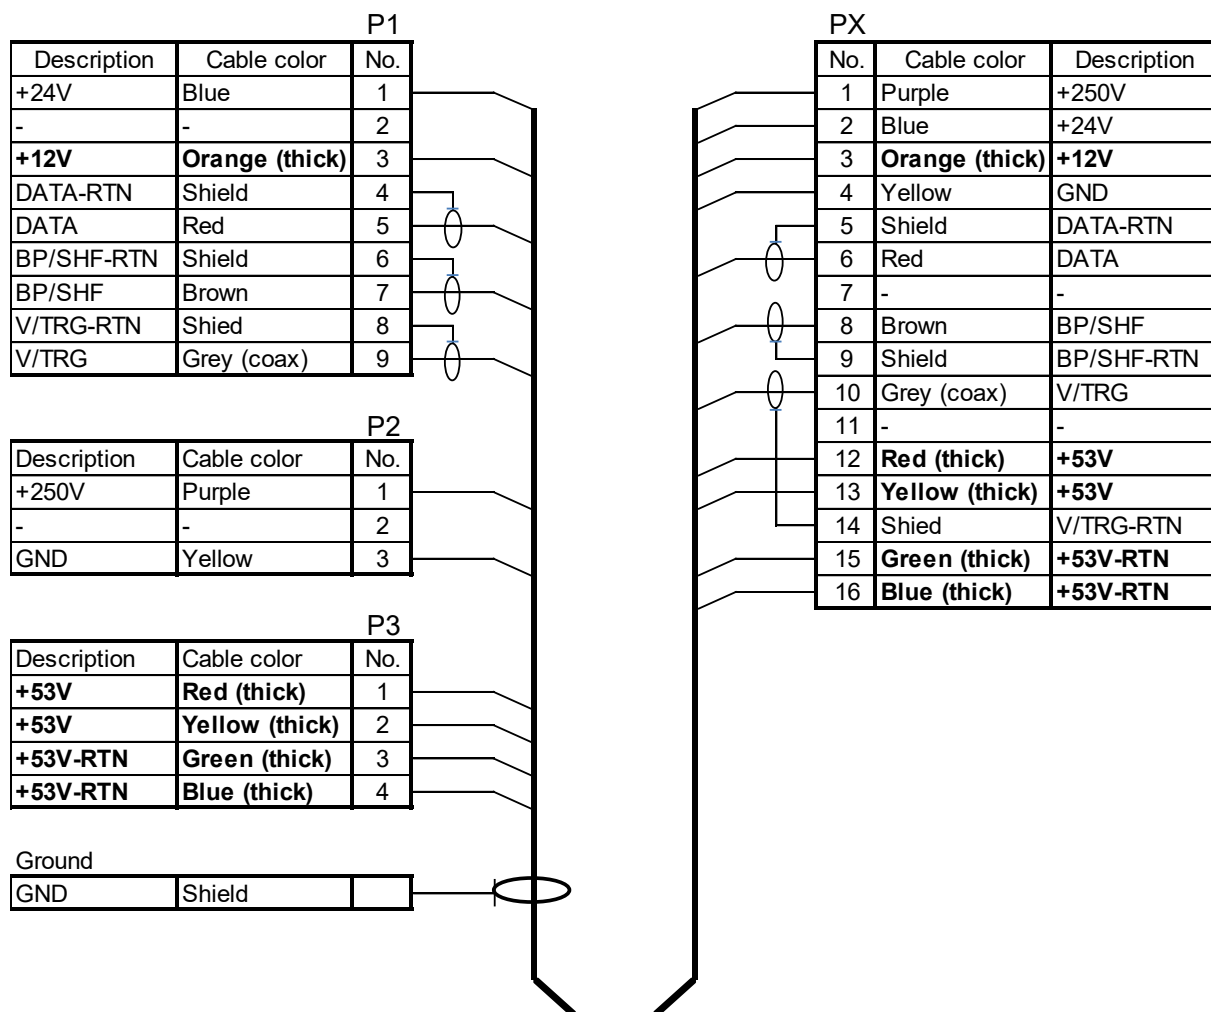 P1
Description Cable color No.
+24V Blue 1
- - 2
+12V Orange (thick) 3
DATA-RTN Shield 4
DATA Red 5
BP/SHF-RTN Shield 6
BP/SHF Brown 7
V/TRG-RTN Shied 8
V/TRG Grey (coax) 9
P2
Description Cable color No.
+250V Purple 1
- - 2
GND Yellow 3
P3
Description Cable color No.
+53V Red (thick) 1
+53V Yellow (thick) 2
+53V-RTN Green (thick) 3
+53V-RTN Blue (thick) 4
Ground
GND Shield
PX
No. Cable color Description
1 Purple +250V
2 Blue +24V
3 Orange (thick) +12V
4 Yellow GND
5 Shield DATA-RTN
6 Red DATA
7 - -
8 Brown BP/SHF
9 Shield BP/SHF-RTN
10 Grey (coax) V/TRG
11 - -
12 Red (thick) +53V
13 Yellow (thick) +53V
14 Shied V/TRG-RTN
15 Green (thick) +53V-RTN
16 Blue (thick) +53V-RTN